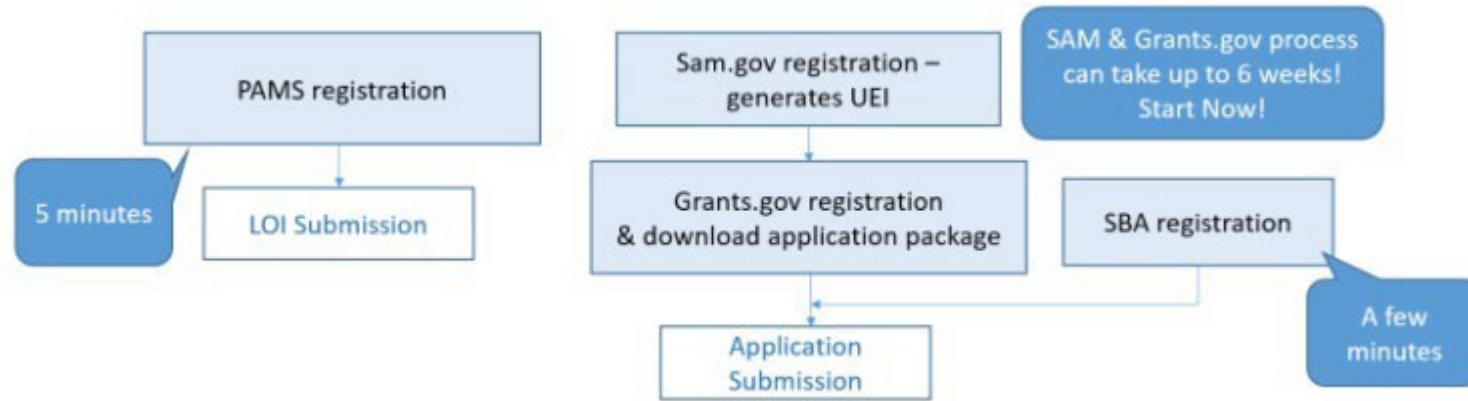 PAMS registration
5 minutes
LOI Submission
Sam.gov registration –
generates UEI
SAM & Grants.gov process
can take up to 6 weeks!
Start Now!
Grants.gov registration
& download application package
SBA registration
A few
minutes
Application
Submission